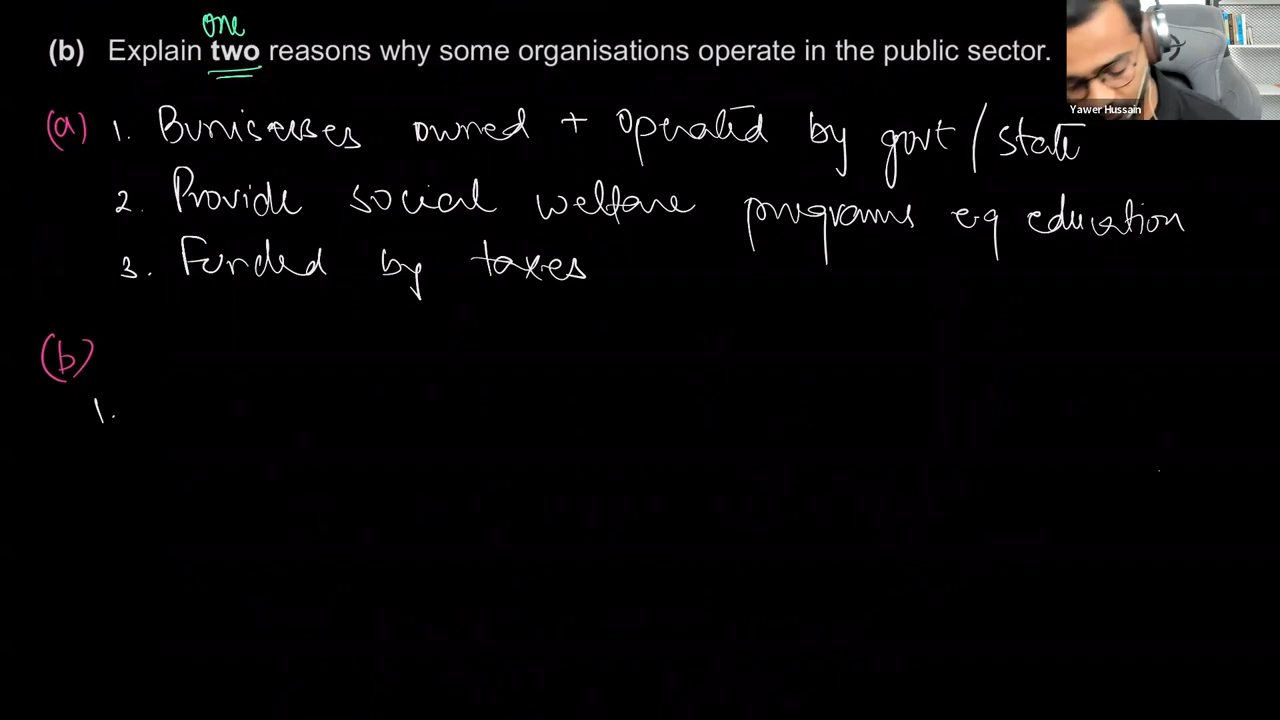 one
(b) Explain two reasons why some organisations operate in the public sector.
Yawer Hussain
(a) 1. Businesses owned + operated by govt / state
2. Provide social welfare programs eg education
3. Funded by taxes
(b)
1.